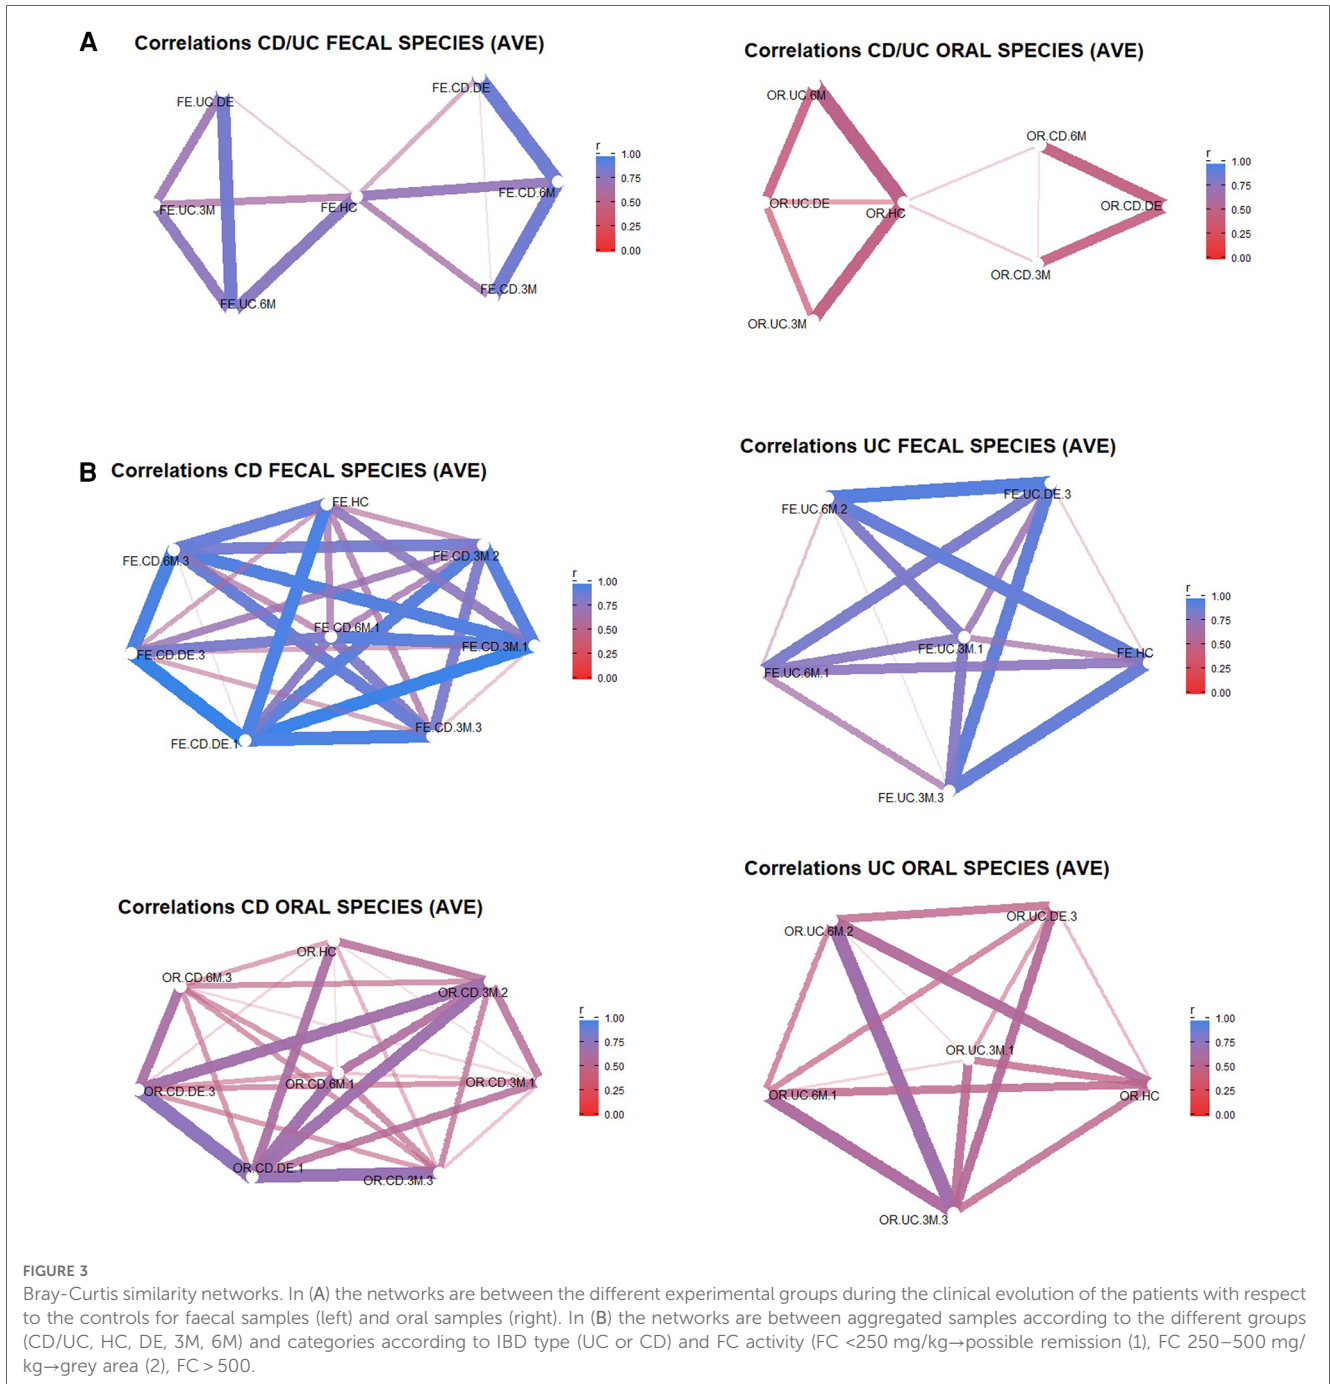 A
Correlations CD/UC FECAL SPECIES (AVE)
FE.UC.DE
FE.CD.DE
FE.UC.3M
FE.HC
FE.CD.6M
FE.UC.6M
FE.CD.3M
r
1.00
0.75
0.50
0.25
0.00
Correlations CD/UC ORAL SPECIES (AVE)
OR.UC.6M
OR.CD.6M
OR.UC.DE
OR.HC
OR.CD.DE
OR.CD.3M
OR.UC.3M
r
1.00
0.75
0.50
0.25
0.00
B
Correlations CD FECAL SPECIES (AVE)
FE.HC
FE.CD.6M.3
FE.CD.3M.2
FE.CD.6M.1
FE.CD.3M.1
FE.CD.DE.3
FE.CD.3M.3
FE.CD.DE.1
r
1.00
0.75
0.50
0.25
0.00
Correlations UC FECAL SPECIES (AVE)
FE.UC.DE.3
FE.UC.6M.2
FE.UC.3M.1
FE.HC
FE.UC.6M.1
FE.UC.3M.3
r
1.00
0.75
0.50
0.25
0.00
Correlations CD ORAL SPECIES (AVE)
OR.HC
OR.CD.6M.3
OR.CD.3M.2
OR.CD.6M.1
OR.CD.3M.1
OR.CD.DE.3
OR.CD.DE.1
OR.CD.3M.3
r
1.00
0.75
0.50
0.25
0.00
Correlations UC ORAL SPECIES (AVE)
OR.UC.DE.3
OR.UC.6M.2
OR.UC.3M.1
OR.UC.6M.1
OR.HC
OR.UC.3M.3
r
1.00
0.75
0.50
0.25
0.00
FIGURE 3
Bray-Curtis similarity networks. In (A) the networks are between the different experimental groups during the clinical evolution of the patients with respect
to the controls for faecal samples (left) and oral samples (right). In (B) the networks are between aggregated samples according to the different groups
(CD/UC, HC, DE, 3M, 6M) and categories according to IBD type (UC or CD) and FC activity (FC <250 mg/kg→possible remission (1), FC 250–500 mg/
kg→grey area (2), FC > 500.